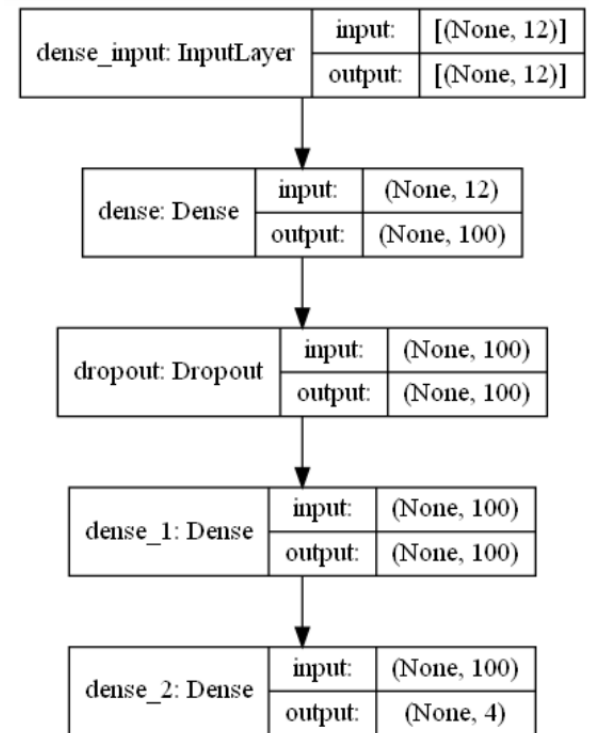 dense_input: InputLayer
input: [(None, 12)]
output: [(None, 12)]
dense: Dense
input: (None, 12)
output: (None, 100)
dropout: Dropout
input: (None, 100)
output: (None, 100)
dense_1: Dense
input: (None, 100)
output: (None, 100)
dense_2: Dense
input: (None, 100)
output: (None, 4)